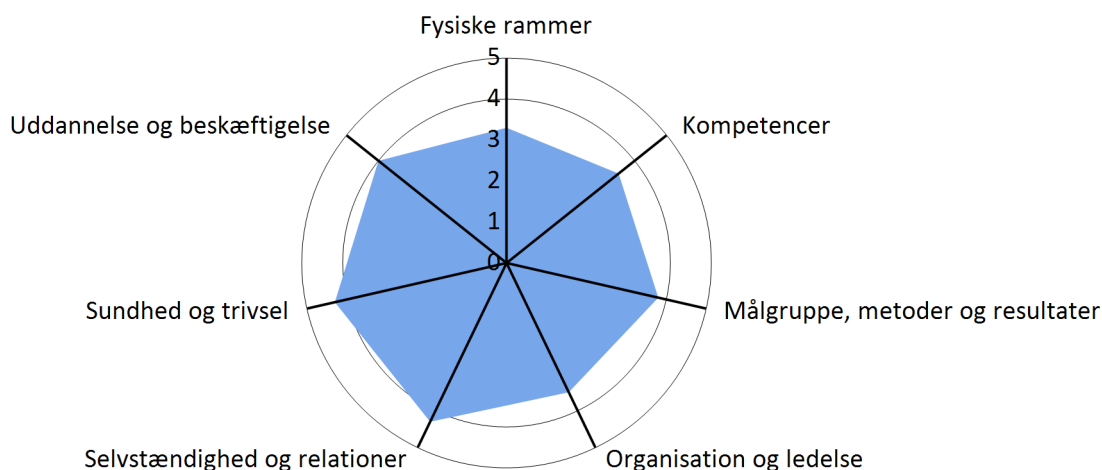 Fysiske rammer
5
4
3
2
1
0
Uddannelse og beskæftigelse
Kompetencer
Sundhed og trivsel
Målgruppe, metoder og resultater
Selvstændighed og relationer
Organisation og ledelse